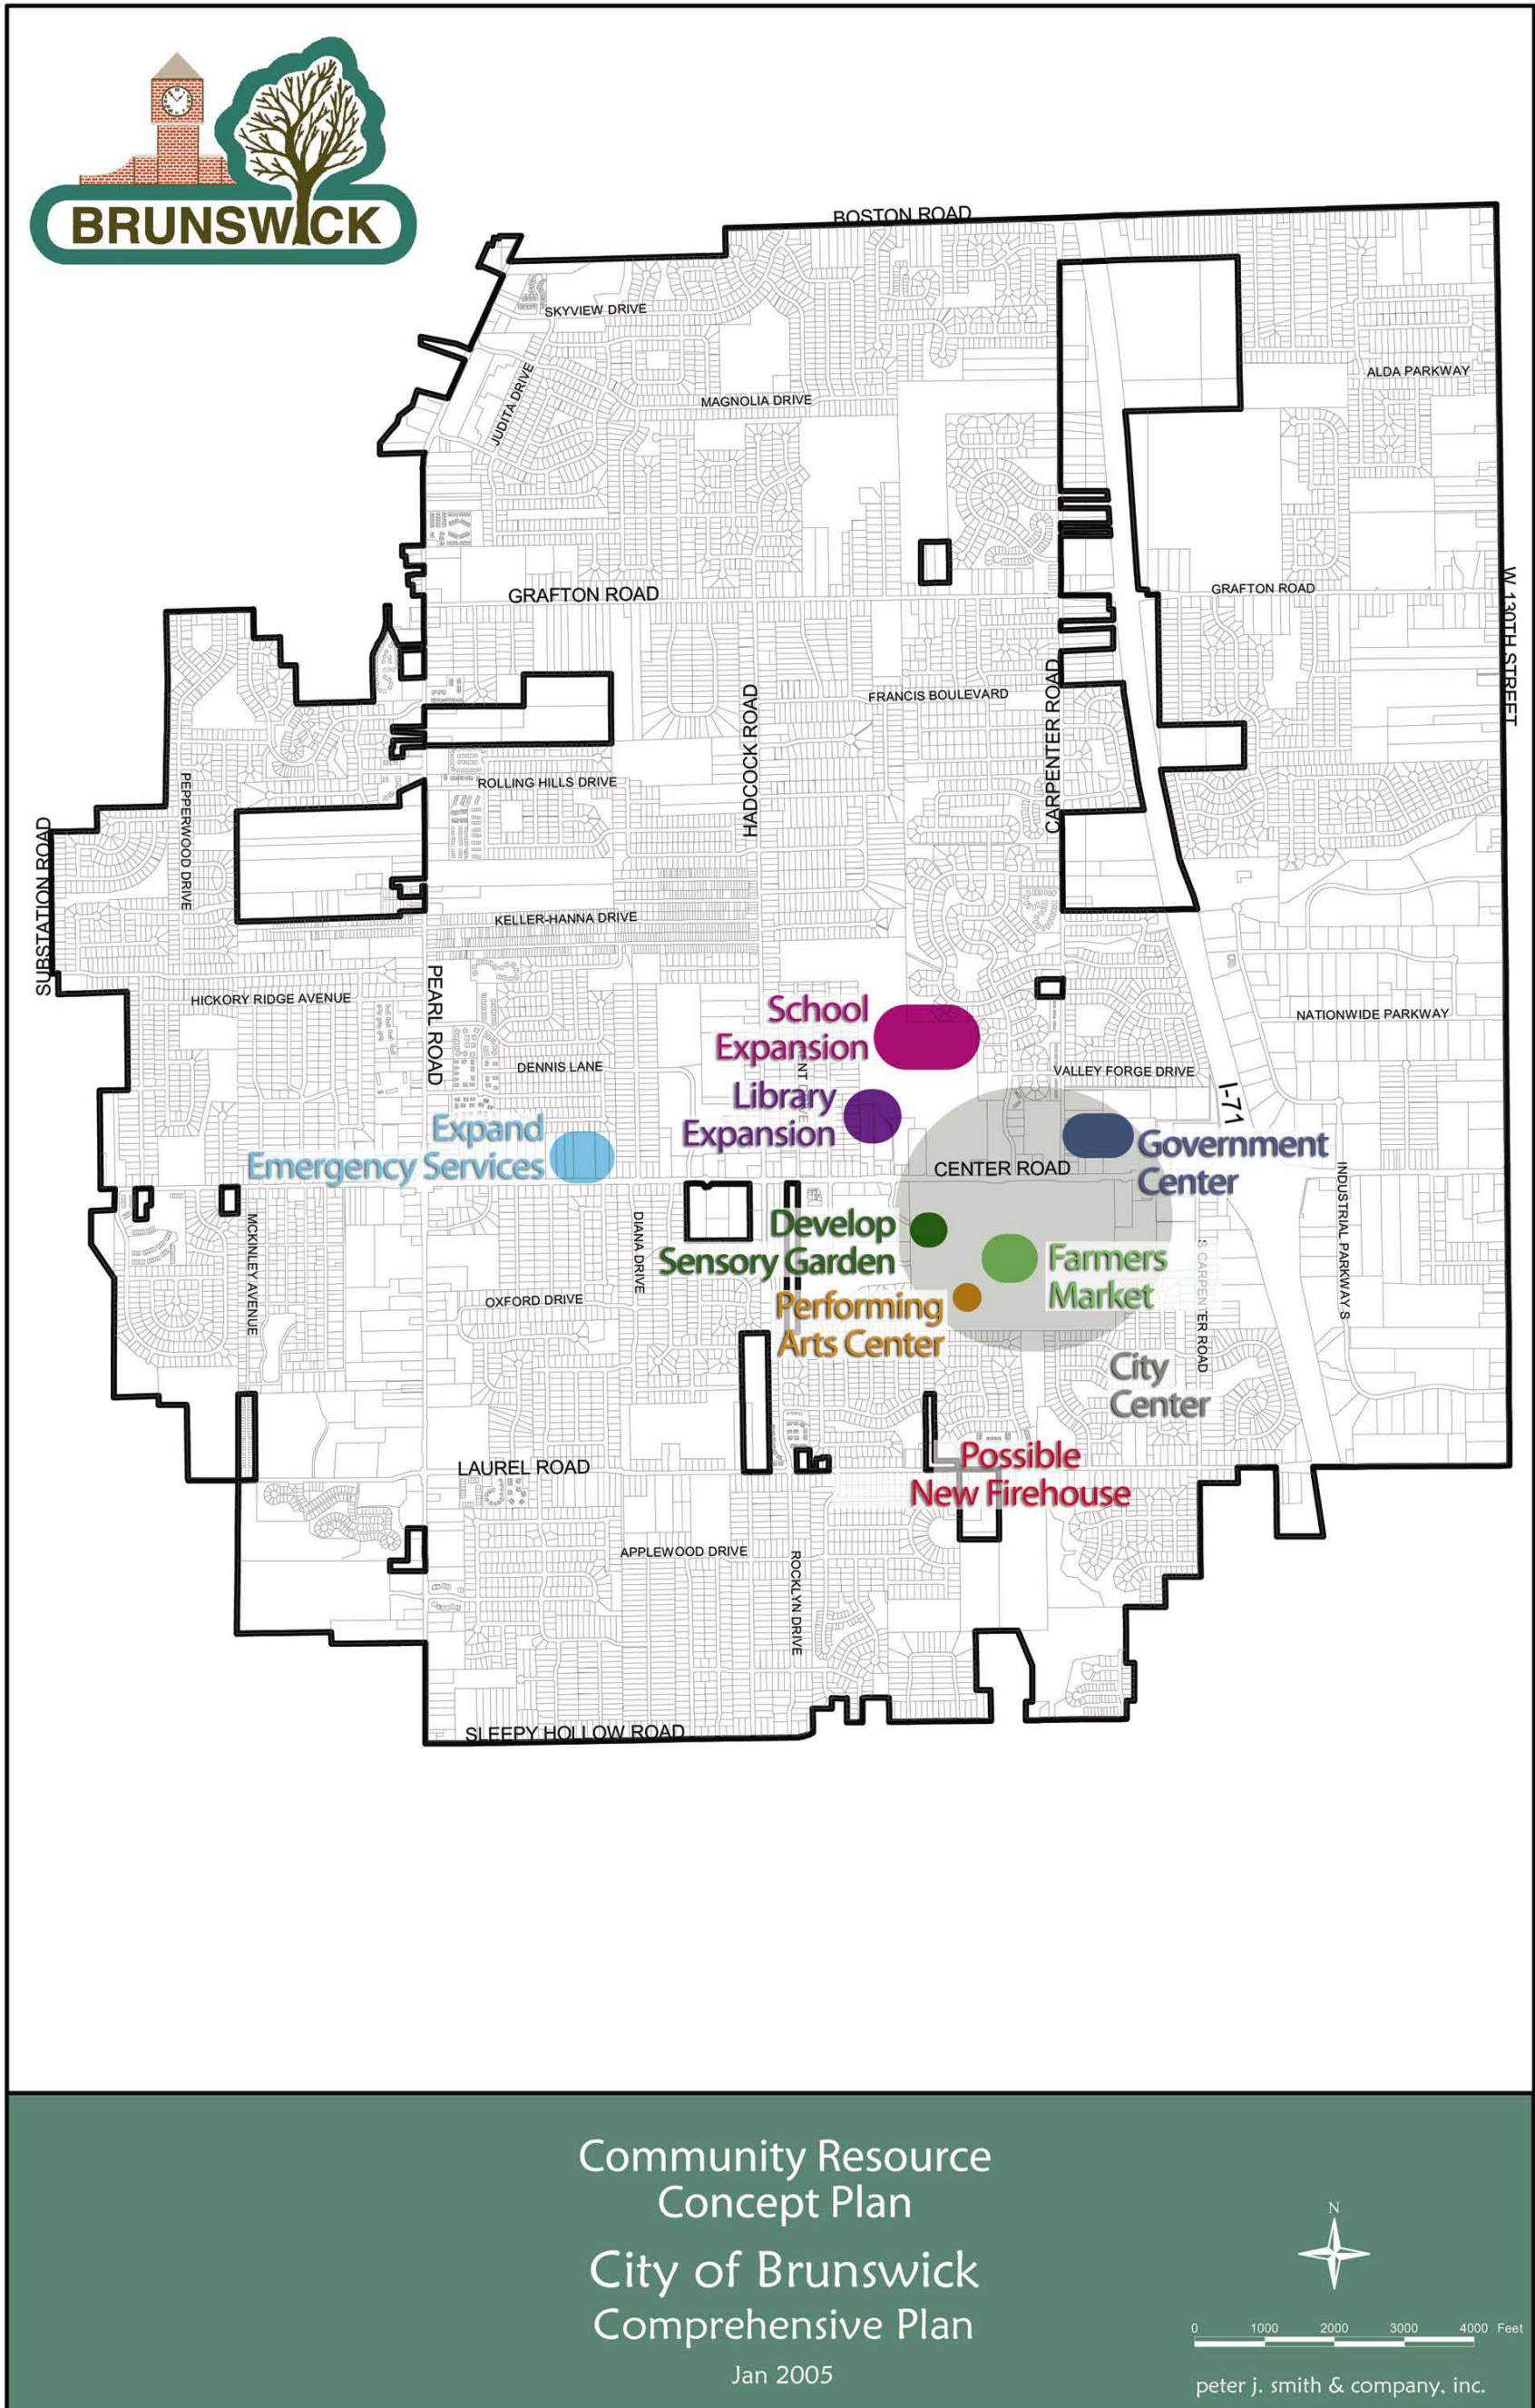 BRUNSWICK
BOSTON ROAD
SKYVIEW DRIVE
JUDITA DRIVE
MAGNOLIA DRIVE
ALDA PARKWAY
GRAFTON ROAD
GRAFTON ROAD
W. 130TH STREET
HADCOCK ROAD
FRANCIS BOULEVARD
CARPENTER ROAD
PEPPERWOOD DRIVE
ROLLING HILLS DRIVE
SUBSTATION ROAD
KELLER-HANNA DRIVE
HICKORY RIDGE AVENUE
PEARL ROAD
NATIONWIDE PARKWAY
School
Expansion
DENNIS LANE
VALLEY FORGE DRIVE
I-71
Library
Expansion
Expand
Emergency Services
Government
Center
CENTER ROAD
INDUSTRIAL PARKWAY S
MCKINLEY AVENUE
DIANA DRIVE
Develop
Sensory Garden
Farmers
Market
S CARPENTER ROAD
OXFORD DRIVE
Performing
Arts Center
City
Center
LAUREL ROAD
Possible
New Firehouse
APPLEWOOD DRIVE
ROCKLYN DRIVE
SLEEPY HOLLOW ROAD
Community Resource
Concept Plan
City of Brunswick
Comprehensive Plan
Jan 2005
N
0 1000 2000 3000 4000 Feet
peter j. smith & company, inc.